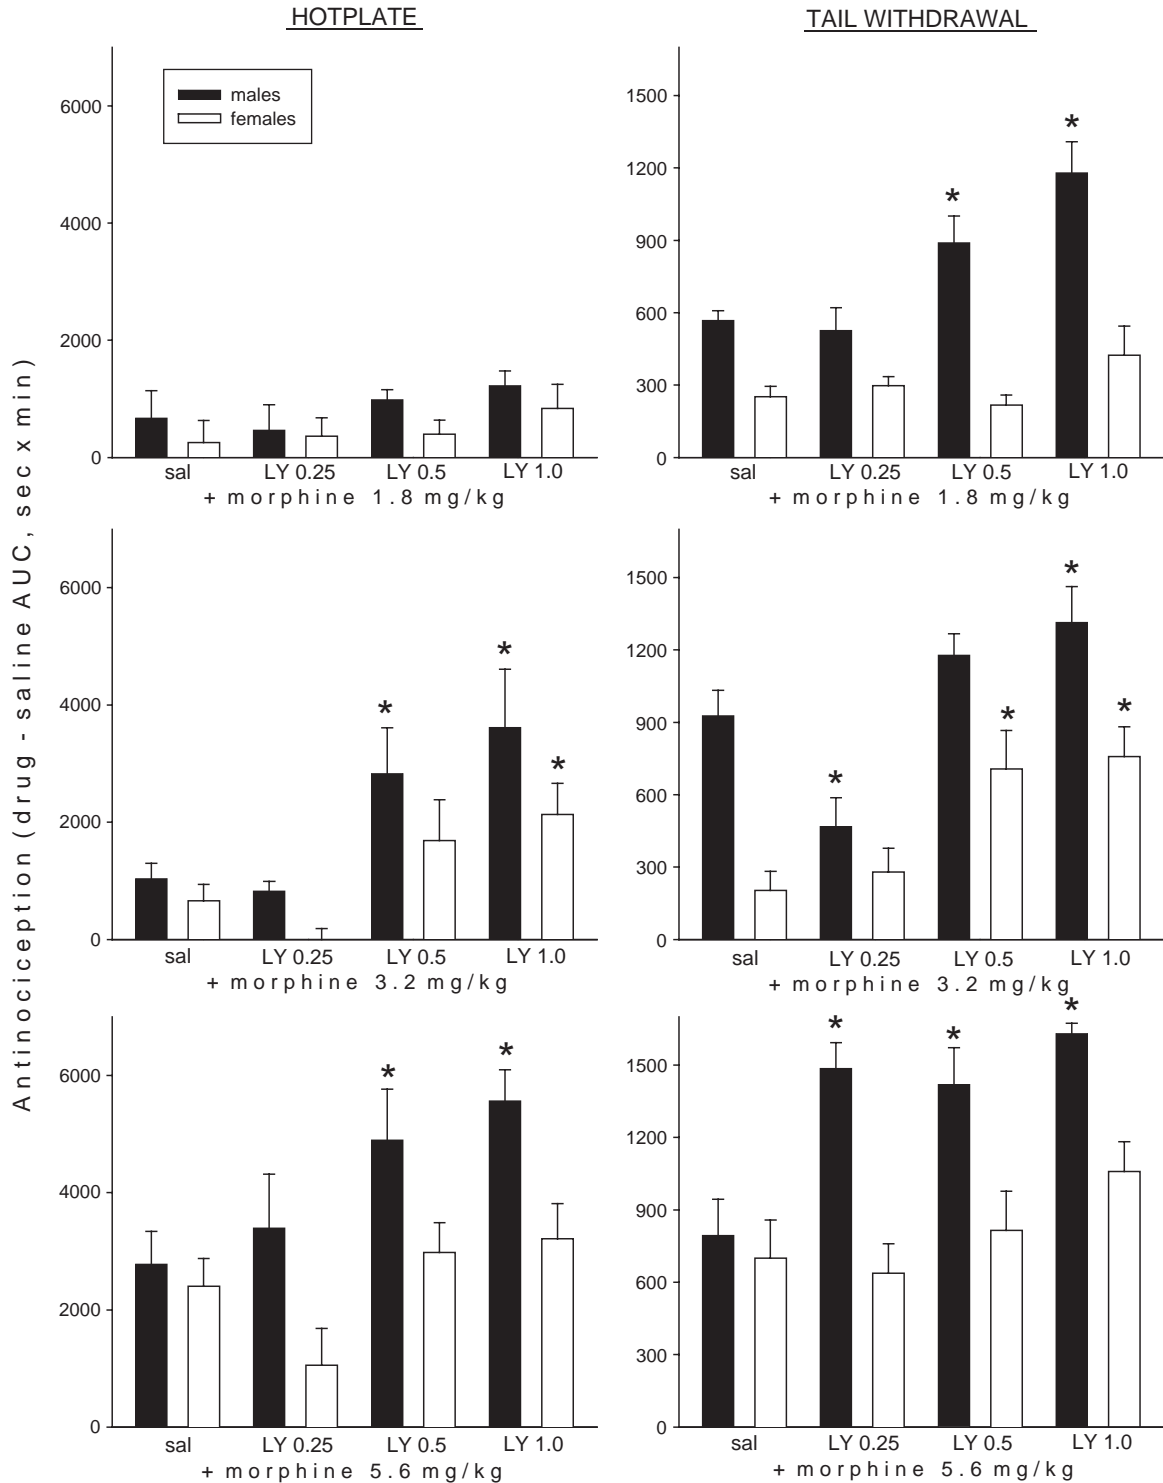 HOTPLATE
TAIL WITHDRAWAL
Antinociception (drug - saline AUC, sec x min)
males
females
6000
4000
2000
0
sal LY 0.25 LY 0.5 LY 1.0
+ morphine 1.8 mg/kg
1500
1200
900
600
300
0
* *
sal LY 0.25 LY 0.5 LY 1.0
+ morphine 1.8 mg/kg
6000
4000
2000
0
* * *
sal LY 0.25 LY 0.5 LY 1.0
+ morphine 3.2 mg/kg
1500
1200
900
600
300
0
* * * *
sal LY 0.25 LY 0.5 LY 1.0
+ morphine 3.2 mg/kg
6000
4000
2000
0
* *
sal LY 0.25 LY 0.5 LY 1.0
+ morphine 5.6 mg/kg
1500
1200
900
600
300
0
* * *
sal LY 0.25 LY 0.5 LY 1.0
+ morphine 5.6 mg/kg